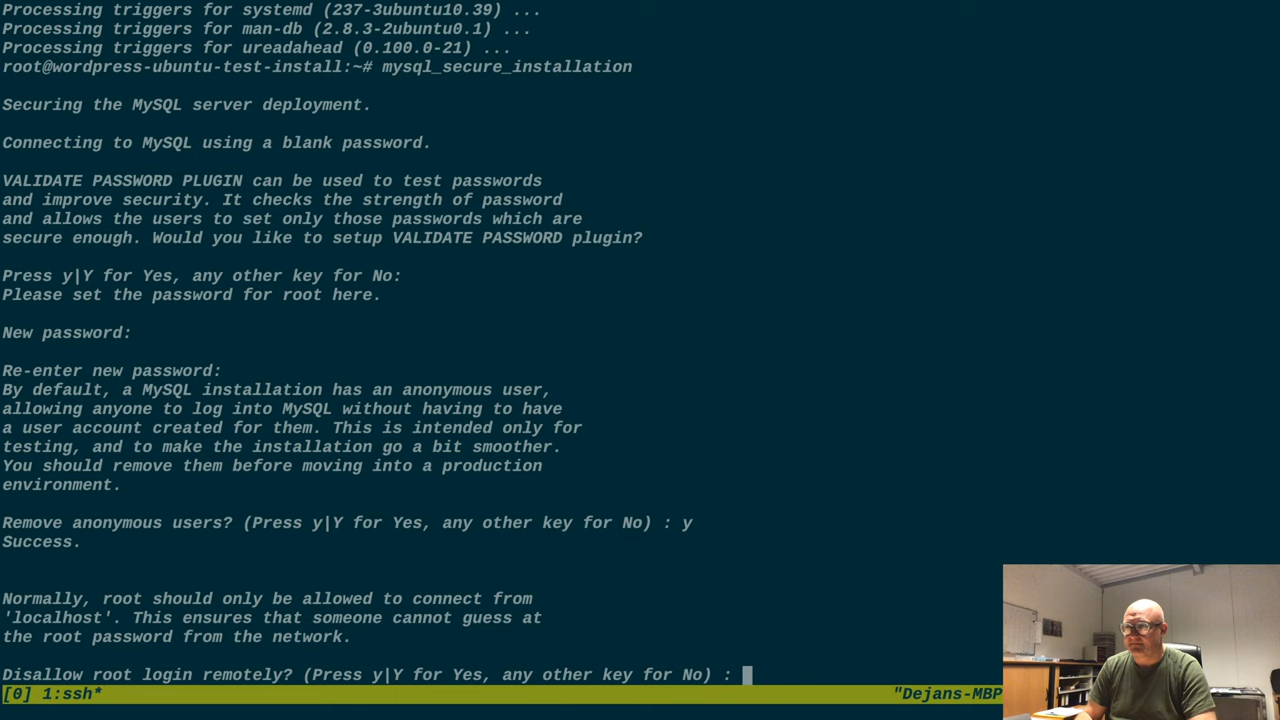 Processing triggers for systemd (237-3ubuntu10.39) ...
Processing triggers for man-db (2.8.3-2ubuntu0.1) ...
Processing triggers for ureadahead (0.100.0-21) ...
root@wordpress-ubuntu-test-install:~# mysql_secure_installation
Securing the MySQL server deployment.
Connecting to MySQL using a blank password.
VALIDATE PASSWORD PLUGIN can be used to test passwords
and improve security. It checks the strength of password
and allows the users to set only those passwords which are
secure enough. Would you like to setup VALIDATE PASSWORD plugin?
Press y|Y for Yes, any other key for No:
Please set the password for root here.
New password:
Re-enter new password:
By default, a MySQL installation has an anonymous user,
allowing anyone to log into MySQL without having to have
a user account created for them. This is intended only for
testing, and to make the installation go a bit smoother.
You should remove them before moving into a production
environment.
Remove anonymous users? (Press y|Y for Yes, any other key for No) : y
Success.
Normally, root should only be allowed to connect from
'localhost'. This ensures that someone cannot guess at
the root password from the network.
Disallow root login remotely? (Press y|Y for Yes, any other key for No) :
[0] 1:ssh* "Dejans-MBP